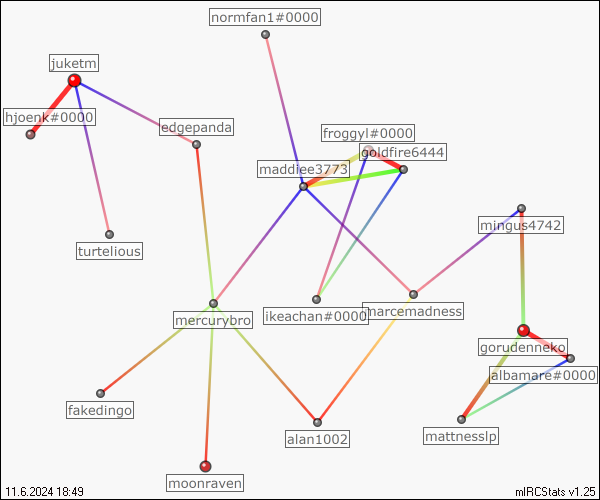 normfan1#0000
juketm
hjoenk#0000
edgepanda
froggyl#0000
goldfire6444
maddiee3773
mingus4742
turtelious
mercurybro
ikeachan#0000
marcemadness
gorudenneko
albamare#0000
fakedingo
alan1002
mattnesslp
moonraven
11.6.2024 18:49
mIRCStats v1.25